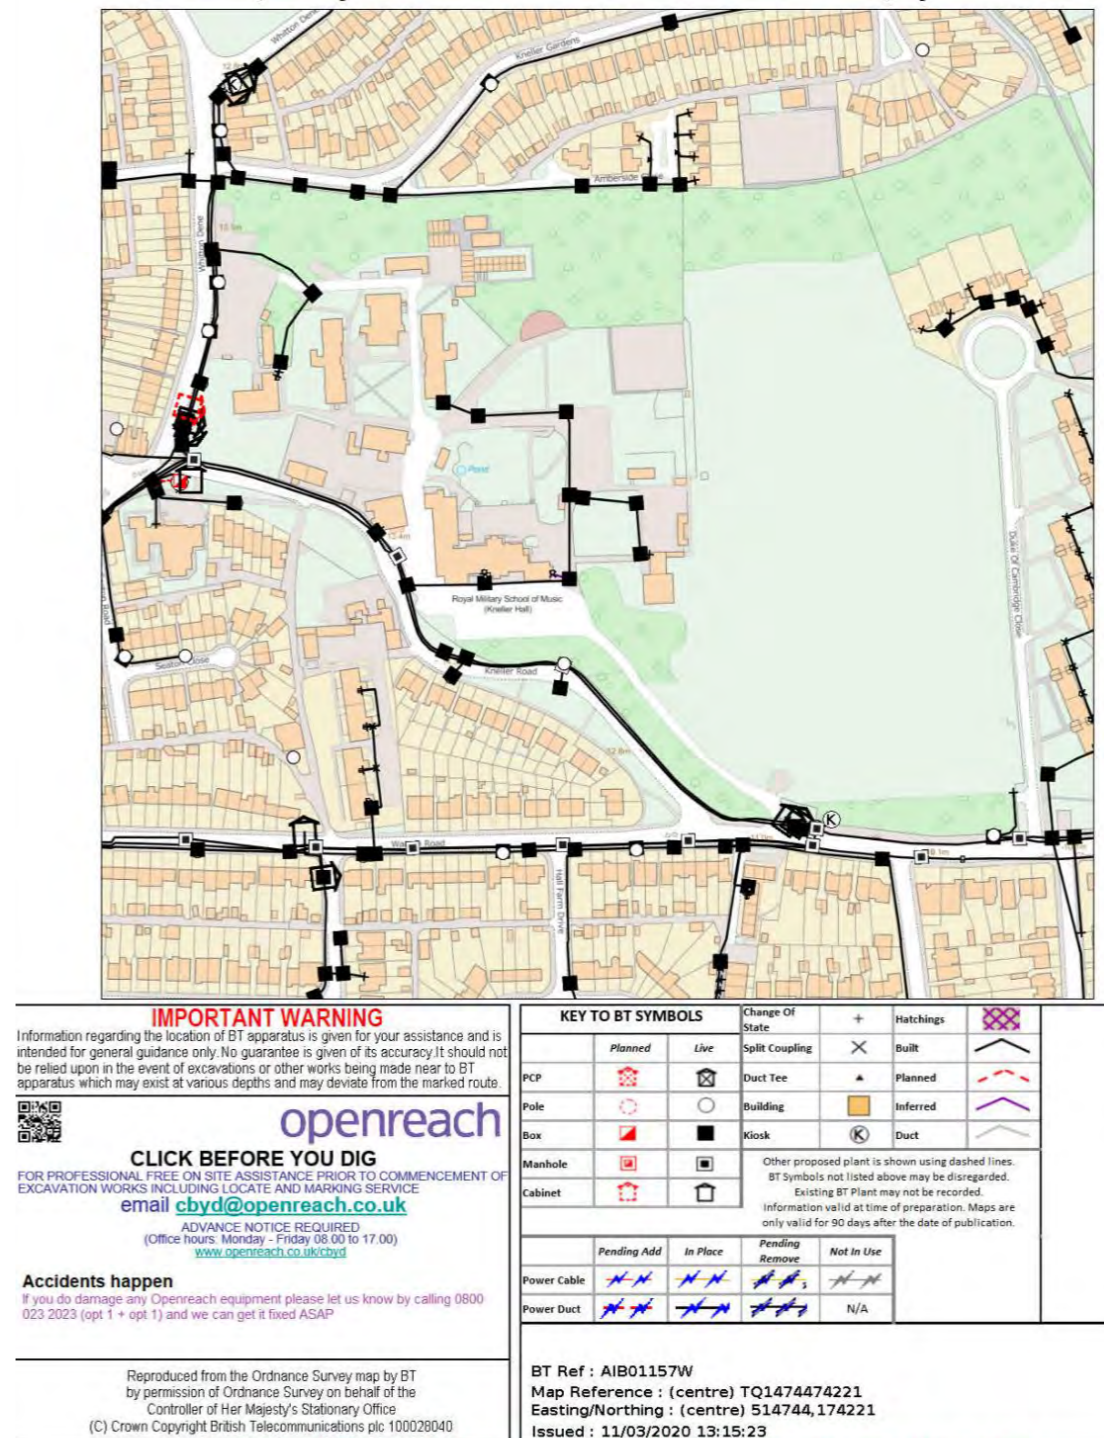 Whitton Dene
Kneller Gardens
Amberside Close
Whitton Dene
Pond
Duke Of Cambridge Close
Royal Military School of Music
(Kneller Hall)
Seaton Close
Kneller Road
12.8m
Hall Farm Drive
IMPORTANT WARNING
Information regarding the location of BT apparatus is given for your assistance and is
intended for general guidance only. No guarantee is given of its accuracy.It should not
be relied upon in the event of excavations or other works being made near to BT
apparatus which may exist at various depths and may deviate from the marked route.
openreach
CLICK BEFORE YOU DIG
FOR PROFESSIONAL FREE ON SITE ASSISTANCE PRIOR TO COMMENCEMENT OF
EXCAVATION WORKS INCLUDING LOCATE AND MARKING SERVICE
email cbyd@openreach.co.uk
ADVANCE NOTICE REQUIRED
(Office hours: Monday - Friday 08.00 to 17.00)
www.openreach.co.uk/cbyd
Accidents happen
If you do damage any Openreach equipment please let us know by calling 0800
023 2023 (opt 1 + opt 1) and we can get it fixed ASAP
Reproduced from the Ordnance Survey map by BT
by permission of Ordnance Survey on behalf of the
Controller of Her Majesty's Stationary Office
(C) Crown Copyright British Telecommunications plc 100028040
KEY TO BT SYMBOLS
Change Of State
Hatchings
Planned Live
Split Coupling
Built
PCP
Duct Tee
Planned
Pole
Building
Inferred
Box
Kiosk
K
Duct
Manhole
Cabinet
Other proposed plant is shown using dashed lines.
BT Symbols not listed above may be disregarded.
Existing BT Plant may not be recorded.
Information valid at time of preparation. Maps are
only valid for 90 days after the date of publication.
Pending Add In Place Pending Remove Not In Use
Power Cable
Power Duct N/A
BT Ref : AIB01157W
Map Reference : (centre) TQ1474474221
Easting/Northing : (centre) 514744,174221
Issued : 11/03/2020 13:15:23